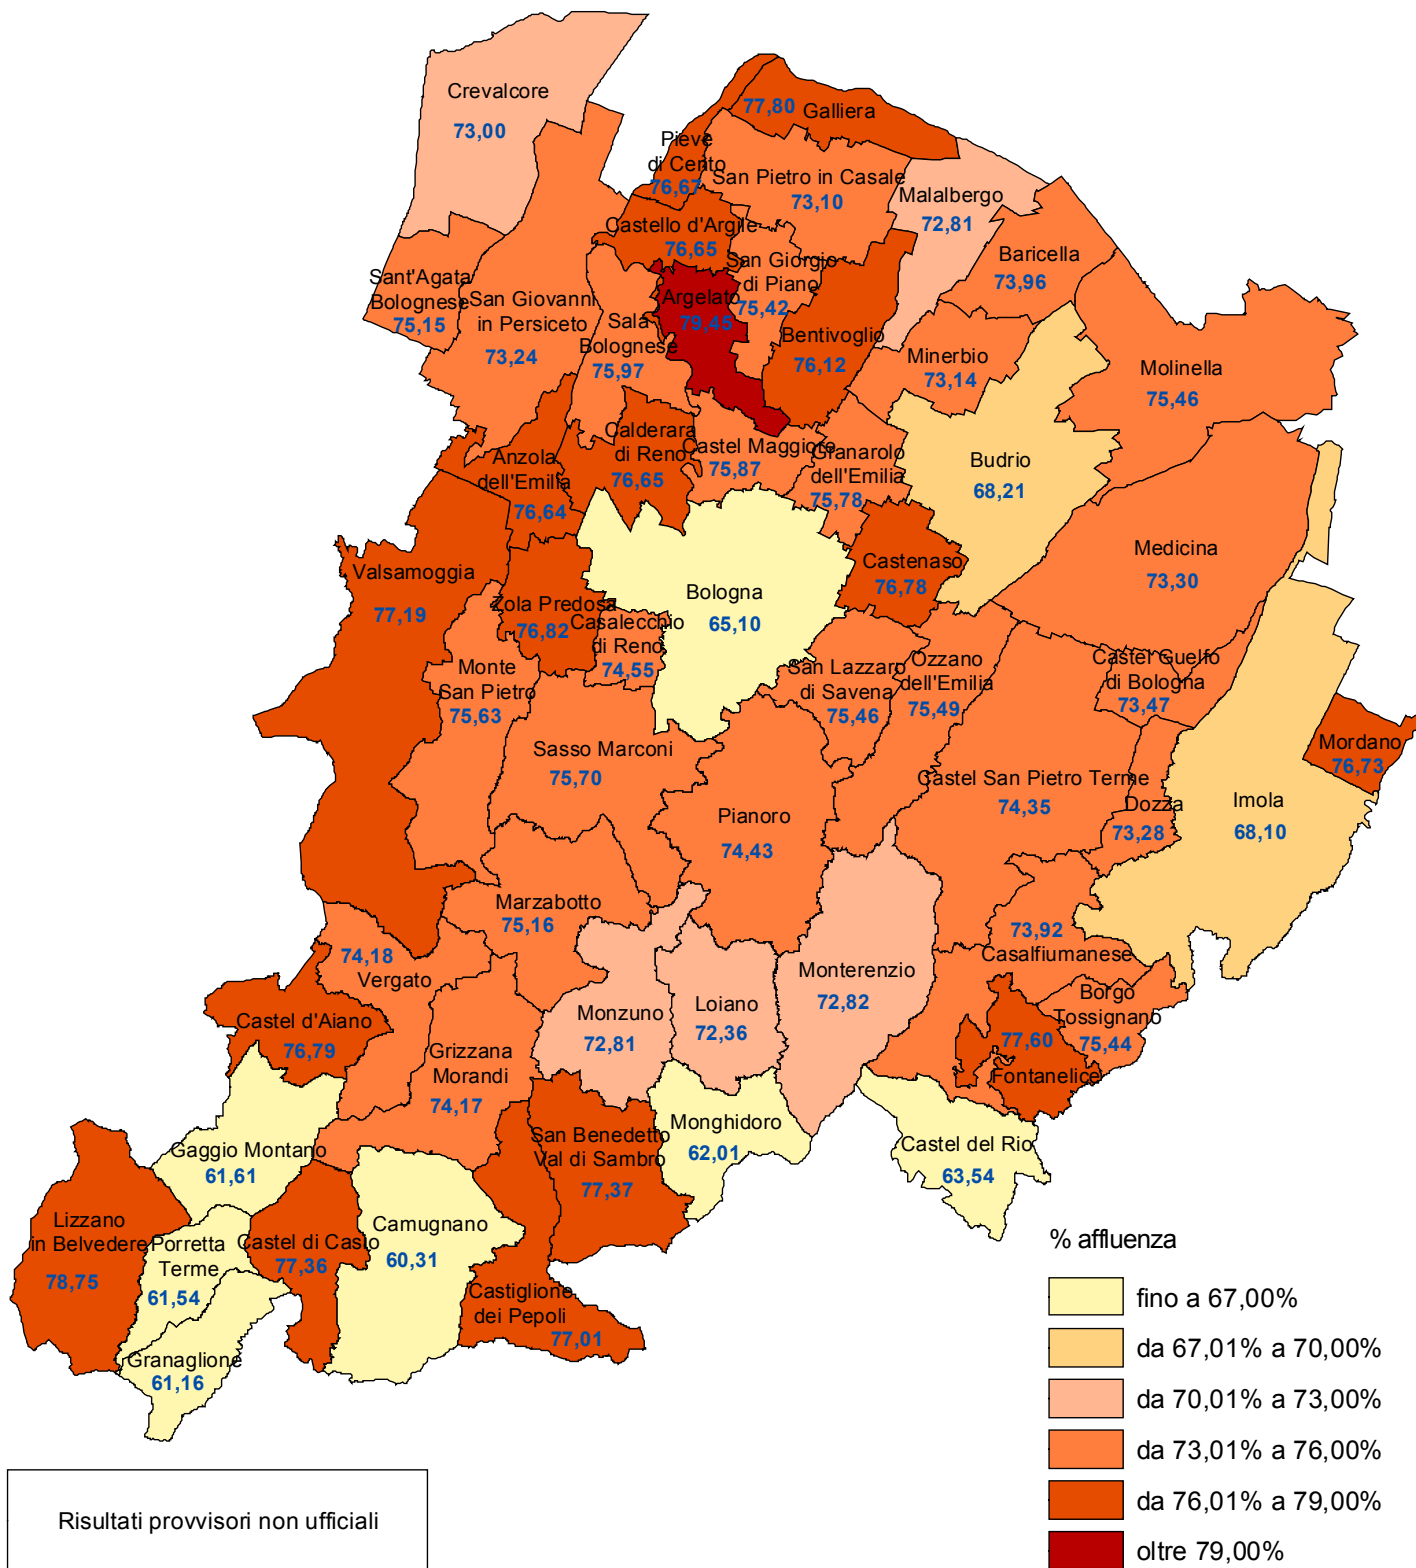 Crevalcore
73,00
77,80 Galliera
Pieve
di Cento
76,67
San Pietro in Casale
73,10
Malalbergo
72,81
Castello d'Argile
76,65
San Giorgio
di Piano
75,42
Baricella
73,96
Sant'Agata
Bolognese
75,15
San Giovanni
in Persiceto
73,24
Sala
Bolognese
75,97
Argelato
79,45
Bentivoglio
76,12
Minerbio
73,14
Molinella
75,46
Calderara
di Reno
76,65
Castel Maggiore
75,87
Granarolo
dell'Emilia
75,78
Budrio
68,21
Anzola
dell'Emilia
76,64
Valsamoggia
77,19
Castenaso
76,78
Medicina
73,30
Bologna
65,10
Zola Predosa
76,82
Casalecchio
di Reno
74,55
Monte
San Pietro
75,63
San Lazzaro
di Savena
75,46
Ozzano
dell'Emilia
75,49
Castel Guelfo
di Bologna
73,47
Mordano
76,73
Sasso Marconi
75,70
Castel San Pietro Terme
74,35
Dozza
73,28
Imola
68,10
Pianoro
74,43
Marzabotto
75,16
73,92
Casalfiumanese
74,18
Vergato
Monterenzio
72,82
Borgo
Tossignano
75,44
Castel d'Aiano
76,79
Monzuno
72,81
Loiano
72,36
77,60
Fontanelice
Grizzana
Morandi
74,17
Gaggio Montano
61,61
San Benedetto
Val di Sambro
77,37
Monghidoro
62,01
Castel del Rio
63,54
Lizzano
in Belvedere
78,75
Porretta
Terme
61,54
Castel di Casio
77,36
Camugnano
60,31
Castiglione
dei Pepoli
77,01
Granaglione
61,16
% affluenza
fino a 67,00%
da 67,01% a 70,00%
da 70,01% a 73,00%
da 73,01% a 76,00%
da 76,01% a 79,00%
oltre 79,00%
Risultati provvisori non ufficiali